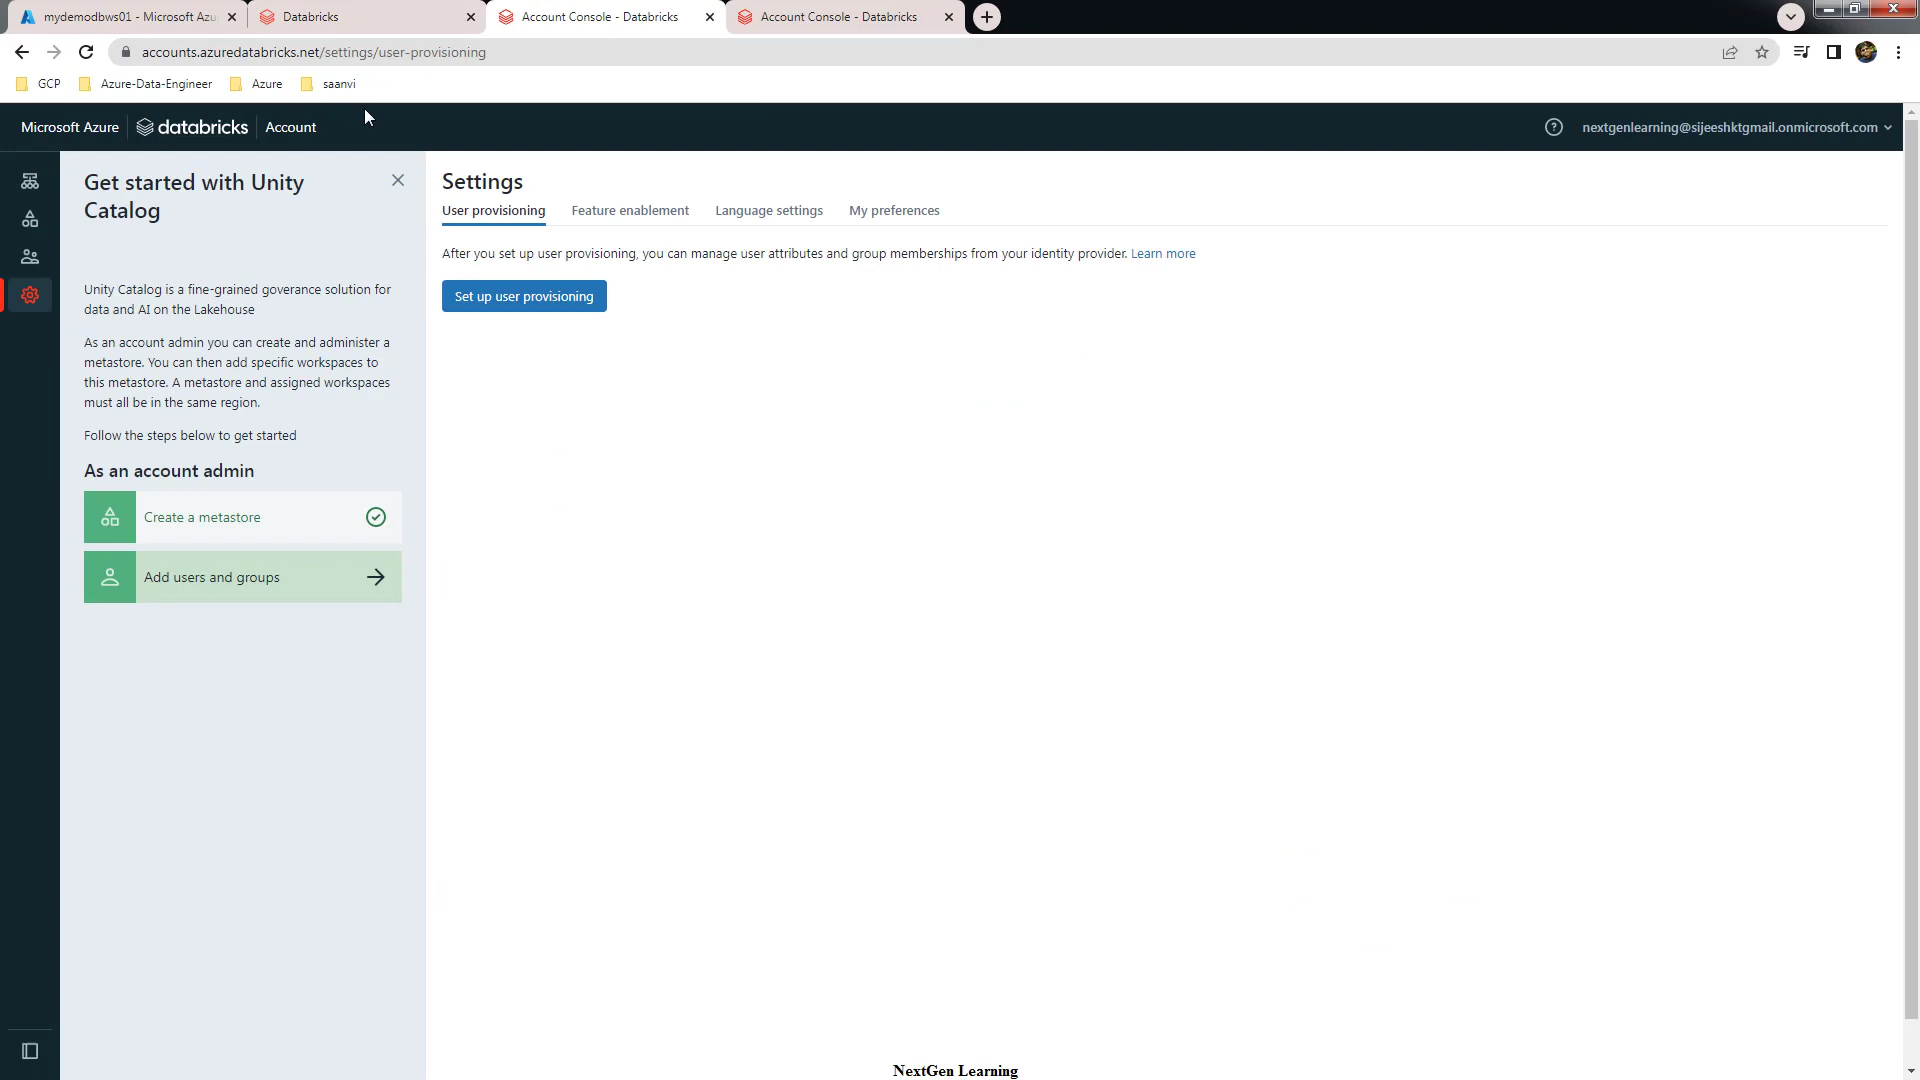 mydemodbws01 - Microsoft Azu
Databricks
Account Console - Databricks
Account Console - Databricks
accounts.azuredatabricks.net/settings/user-provisioning
GCP
Azure-Data-Engineer
Azure
saanvi
Microsoft Azure
databricks
Account
nextgenlearning@sijeeshktgmail.onmicrosoft.com
Get started with Unity
Catalog
Unity Catalog is a fine-grained goverance solution for
data and AI on the Lakehouse
As an account admin you can create and administer a
metastore. You can then add specific workspaces to
this metastore. A metastore and assigned workspaces
must all be in the same region.
Follow the steps below to get started
As an account admin
Create a metastore
Add users and groups
Settings
User provisioning
Feature enablement
Language settings
My preferences
After you set up user provisioning, you can manage user attributes and group memberships from your identity provider. Learn more
Set up user provisioning
NextGen Learning